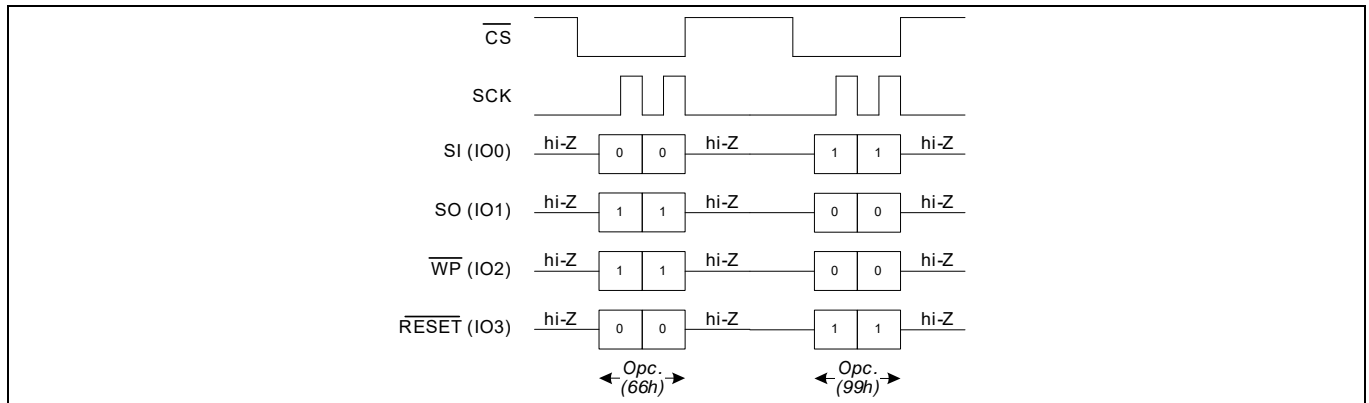 CS
SCK
SI (IO0) hi-Z 0 0 hi-Z 1 1 hi-Z
SO (IO1) hi-Z 1 1 hi-Z 0 0 hi-Z
WP (IO2) hi-Z 1 1 hi-Z 0 0 hi-Z
RESET (IO3) hi-Z 0 0 hi-Z 1 1 hi-Z
Opc. Opc.
(66h) (99h)